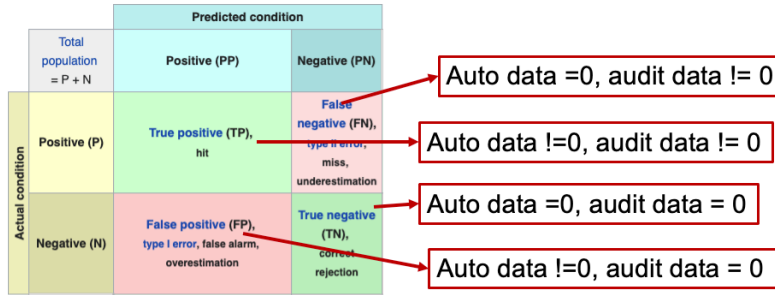 Predicted condition
Total
population
= P + N
Positive (PP)
Negative (PN)
Actual condition
Positive (P)
True positive (TP),
hit
False
negative (FN),
type II error,
miss,
underestimation
Negative (N)
False positive (FP),
type I error, false alarm,
overestimation
True negative
(TN),
correct
rejection
Auto data =0, audit data != 0
Auto data !=0, audit data != 0
Auto data =0, audit data = 0
Auto data !=0, audit data = 0